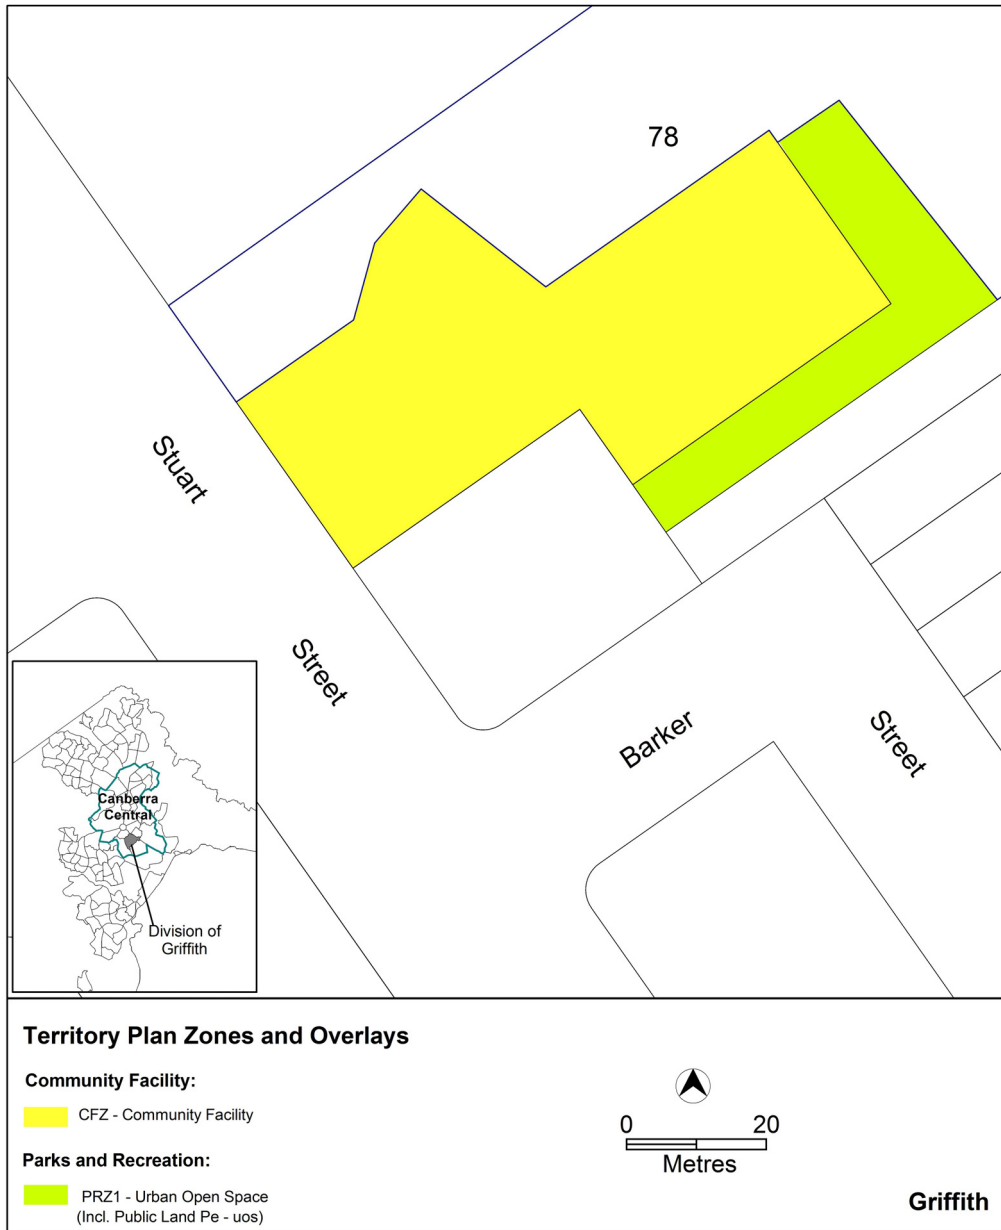 78
Stuart
Street
Barker
Street
Canberra
Central
Division of
Griffith
Territory Plan Zones and Overlays
Community Facility:
CFZ - Community Facility
Parks and Recreation:
PRZ1 - Urban Open Space
(Incl. Public Land Pe - uos)
0 20
Metres
Griffith